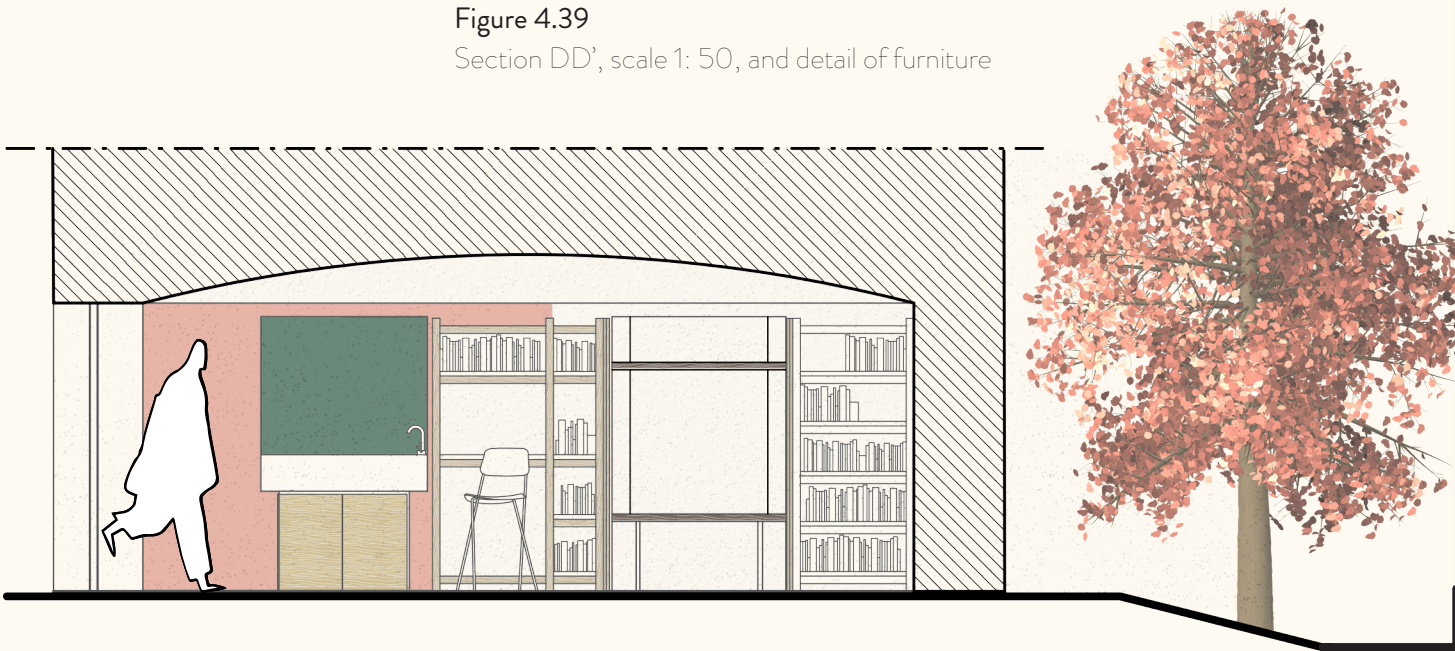 Figure 4.39
Section DD', scale 1: 50, and detail of furniture